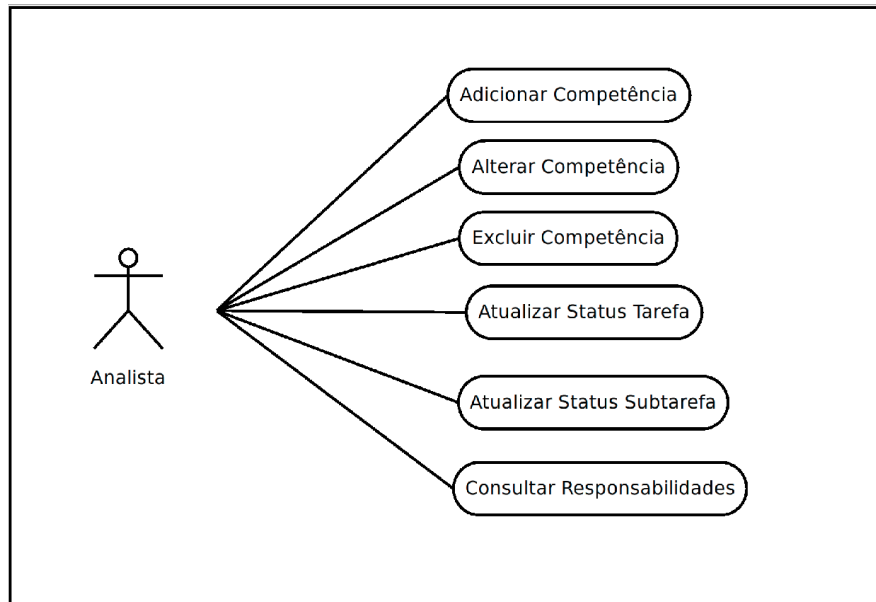 Adicionar Competência
Alterar Competência
Excluir Competência
Atualizar Status Tarefa
Analista
Atualizar Status Subtarefa
Consultar Responsabilidades